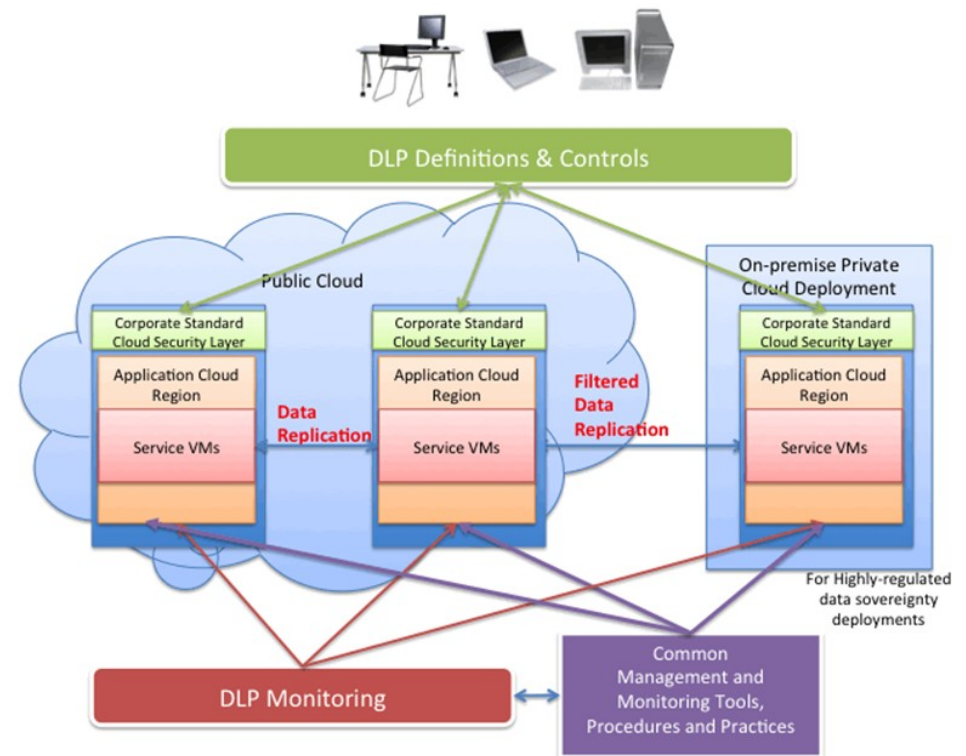 DLP Definitions & Controls
Public Cloud
On-premise Private
Cloud Deployment
Corporate Standard
Cloud Security Layer
Application Cloud
Region
Service VMs
Data
Replication
Corporate Standard
Cloud Security Layer
Application Cloud
Region
Service VMs
Filtered
Data
Replication
Corporate Standard
Cloud Security Layer
Application Cloud
Region
Service VMs
For Highly-regulated
data sovereignty
deployments
DLP Monitoring
Common
Management and
Monitoring Tools,
Procedures and Practices